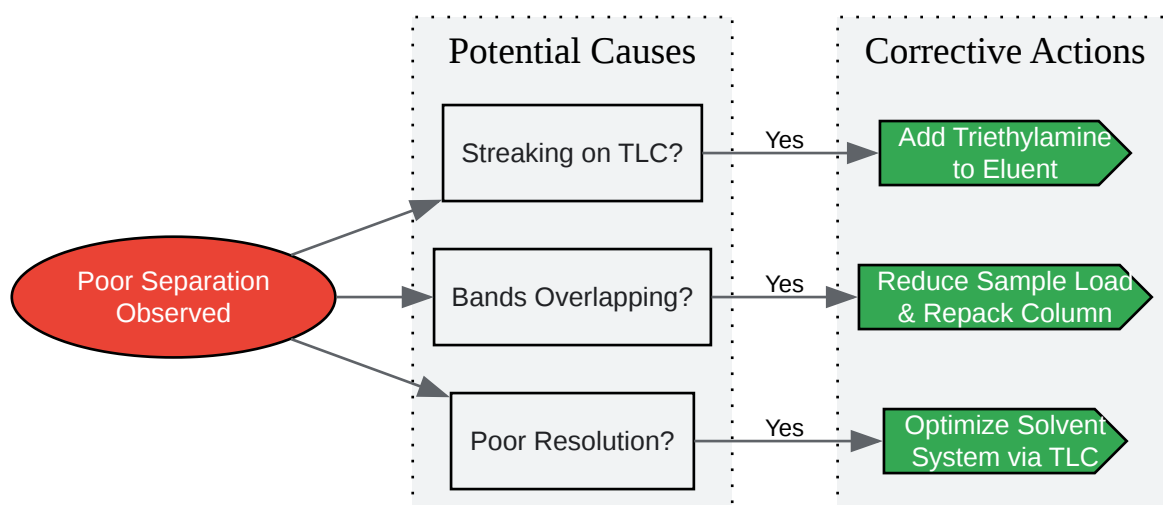 Potential Causes
Corrective Actions
Streaking on TLC?
Yes
Add Triethylamine
to Eluent
Poor Separation
Observed
Bands Overlapping?
Yes
Reduce Sample Load
& Repack Column
Poor Resolution?
Yes
Optimize Solvent
System via TLC